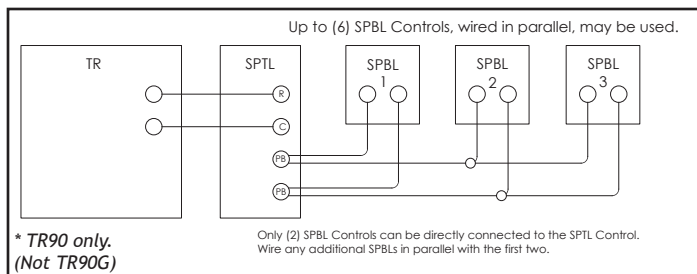 Up to (6) SPBL Controls, wired in parallel, may be used.
TR
SPTL
SPBL
1
SPBL
2
SPBL
3
R
C
PB
PB
* TR90 only.
(Not TR90G)
Only (2) SPBL Controls can be directly connected to the SPTL Control.
Wire any additional SPBLs in parallel with the first two.